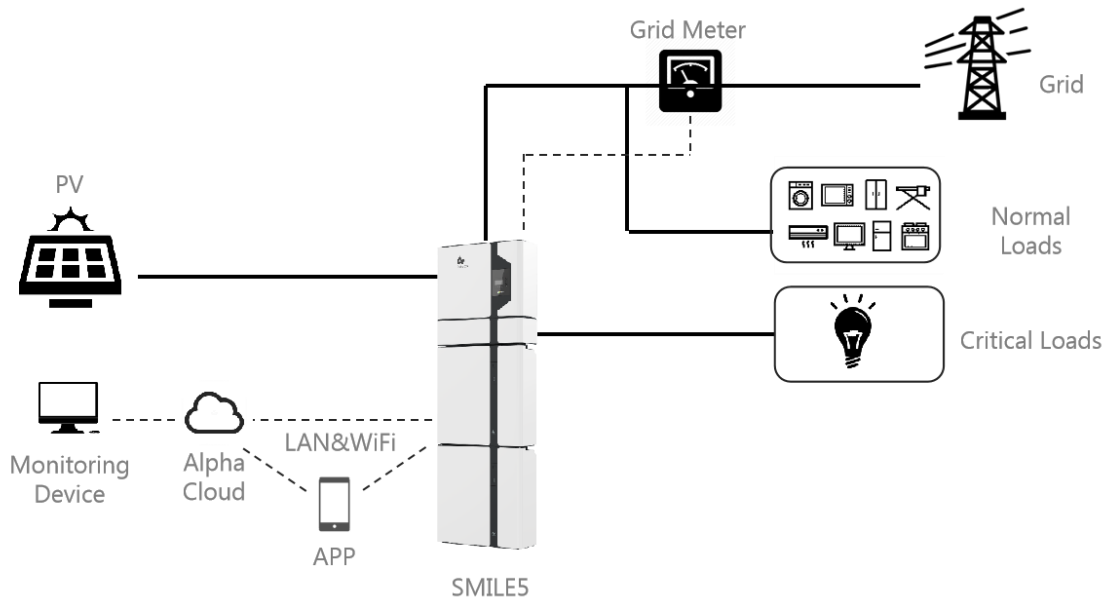 Grid Meter
Grid
PV
Normal
Loads
Critical Loads
LAN&WiFi
Monitoring
Device
Alpha
Cloud
APP
SMILE5